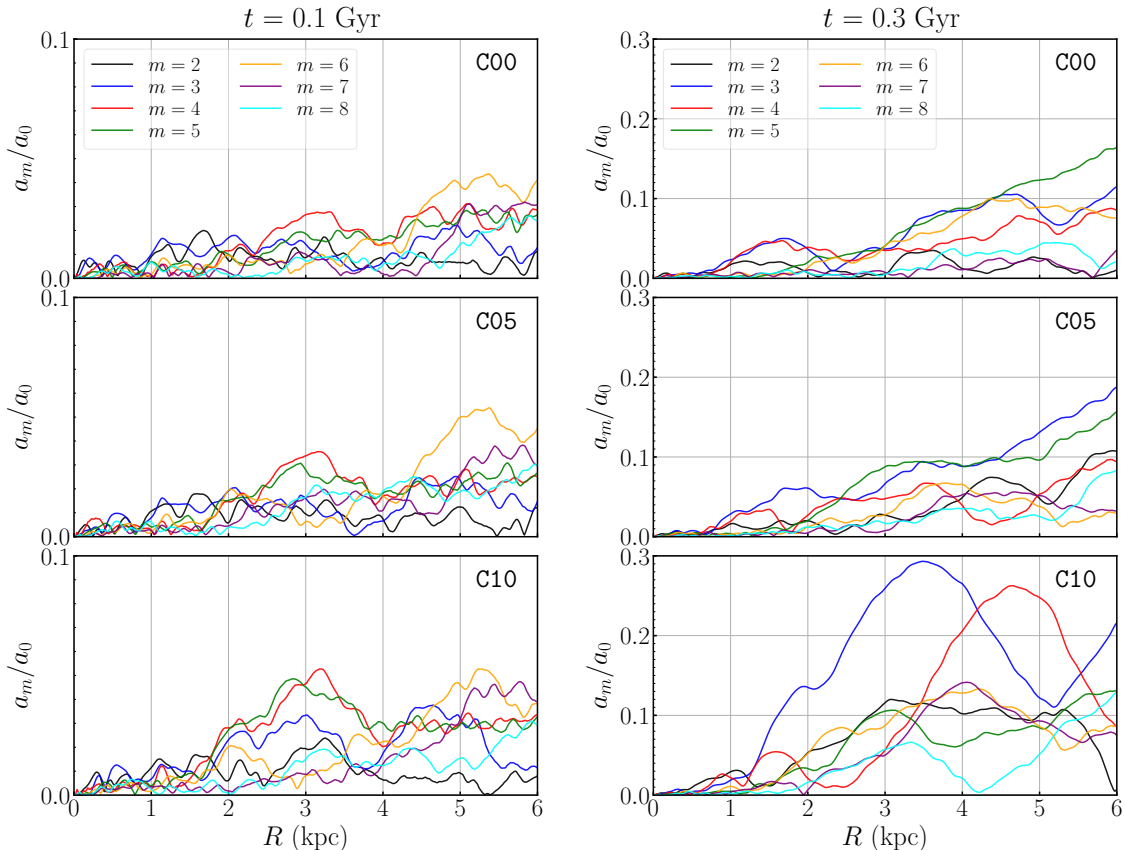 t = 0.1 Gyr
t = 0.3 Gyr
0.1
m = 2
m = 3
m = 4
m = 5
m = 6
m = 7
m = 8
C00
a_m/a_0
0.0
0.3
0.2
0.1
0.0
m = 2
m = 3
m = 4
m = 5
m = 6
m = 7
m = 8
C00
a_m/a_0
0.1
C05
a_m/a_0
0.0
0.3
0.2
0.1
0.0
C05
a_m/a_0
0.1
C10
a_m/a_0
0.0
0 1 2 3 4 5 6
R (kpc)
0.3
0.2
0.1
0.0
C10
a_m/a_0
0 1 2 3 4 5 6
R (kpc)